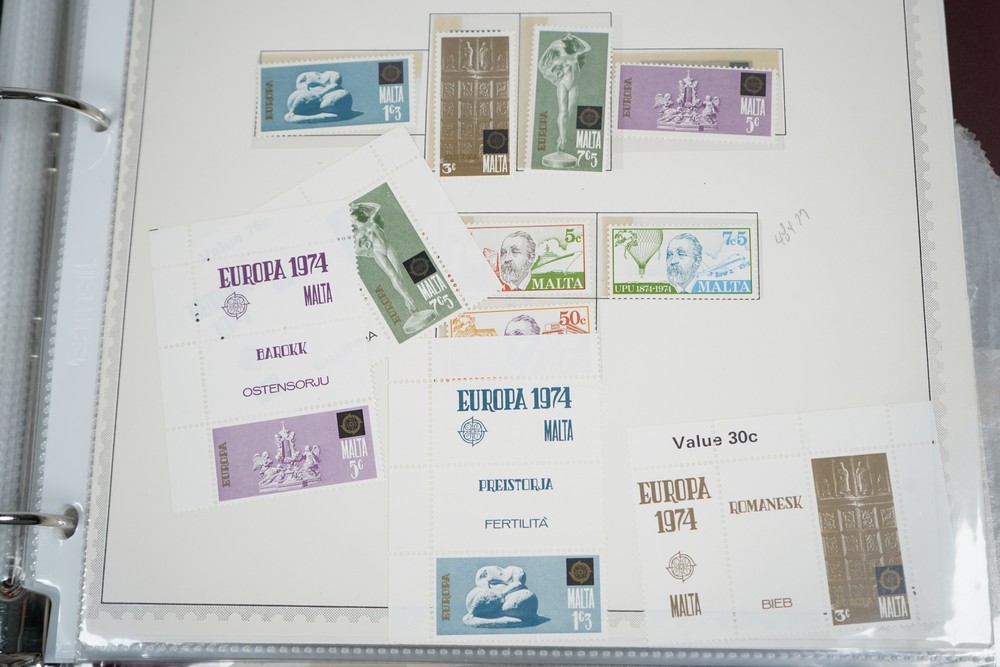 EUROPA
MALTA
1c3
3c
MALTA
EUROPA
MALTA
7c5
EUROPA
MALTA
5c
5c
MALTA
7c5
UPU 1874-1974 MALTA
50c
EUROPA
MALTA
7c5
EUROPA 1974
MALTA
BAROKK
OSTENSORJU
EUROPA
MALTA
5c
EUROPA 1974
MALTA
PREISTORJA
FERTILITÀ
EUROPA
MALTA
1c3
Value 30c
EUROPA
1974
MALTA
ROMANESK
BIEB
3c
MALTA